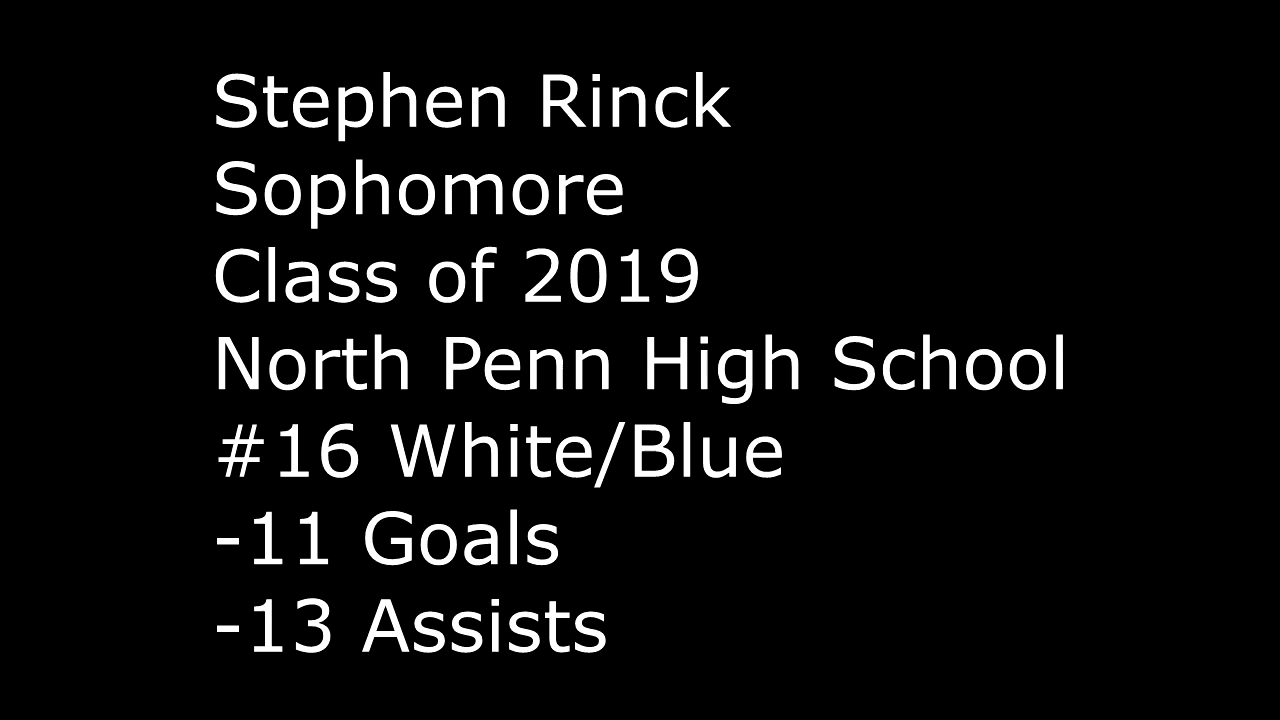 Stephen Rinck
Sophomore
Class of 2019
North Penn High School
#16 White/Blue
-11 Goals
-13 Assists